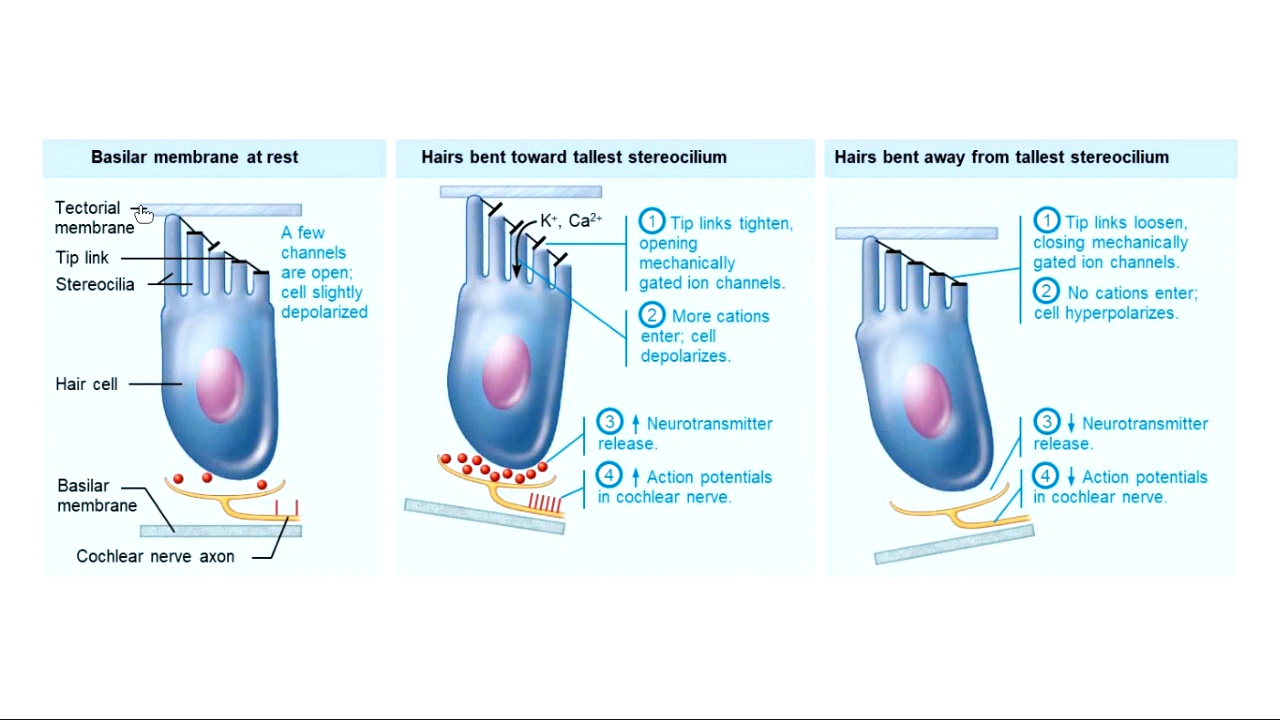 Basilar membrane at rest
Tectorial
membrane
Tip link
Stereocilia
A few
channels
are open;
cell slightly
depolarized
Hair cell
Basilar
membrane
Cochlear nerve axon
Hairs bent toward tallest stereocilium
K⁺, Ca²⁺
1 Tip links tighten,
opening
mechanically
gated ion channels.
2 More cations
enter; cell
depolarizes.
3 ↑ Neurotransmitter
release.
4 ↑ Action potentials
in cochlear nerve.
Hairs bent away from tallest stereocilium
1 Tip links loosen,
closing mechanically
gated ion channels.
2 No cations enter;
cell hyperpolarizes.
3 ↓ Neurotransmitter
release.
4 ↓ Action potentials
in cochlear nerve.